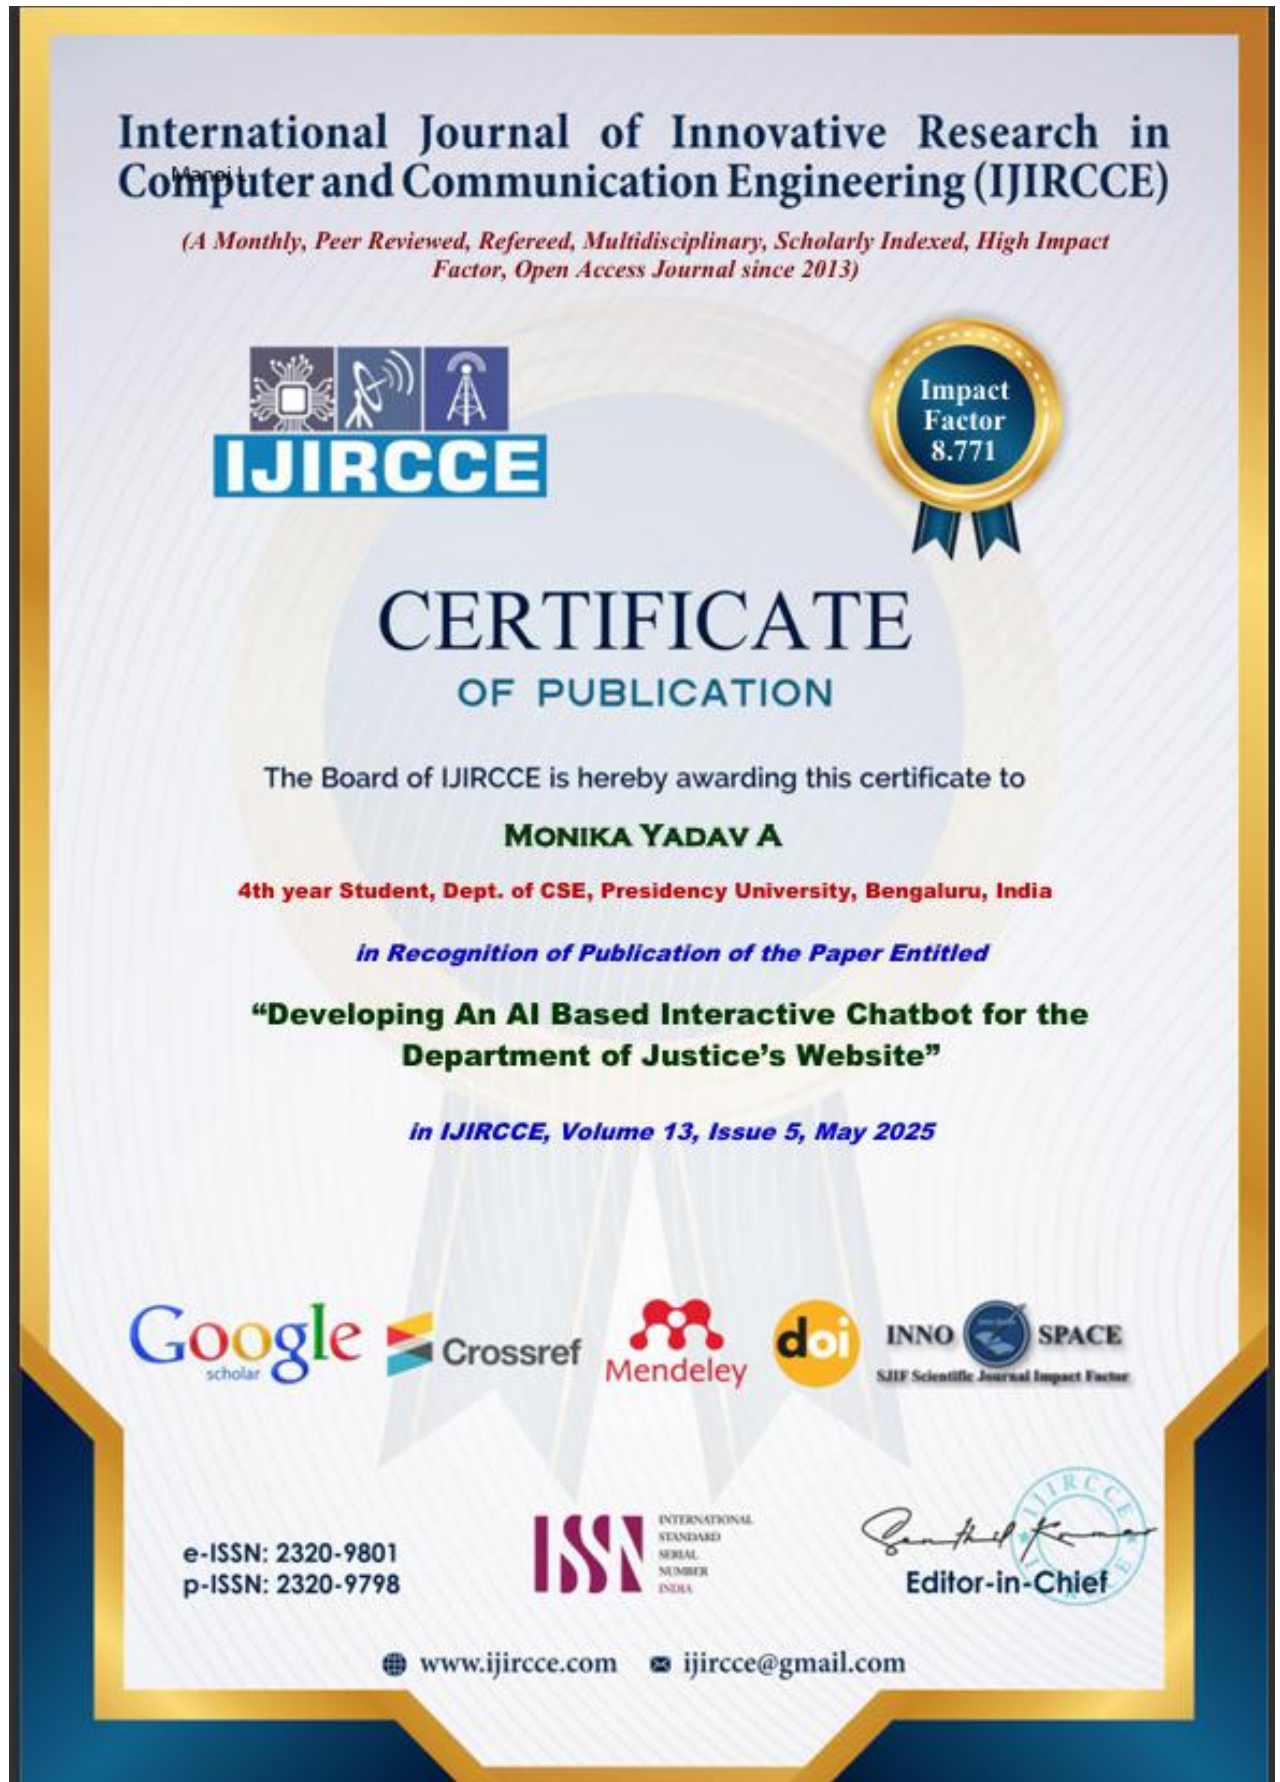 International Journal of Innovative Research in
Manoj L
Computer and Communication Engineering (IJIRCCE)
(A Monthly, Peer Reviewed, Refereed, Multidisciplinary, Scholarly Indexed, High Impact
Factor, Open Access Journal since 2013)
IJIRCCE
Impact
Factor
8.771
CERTIFICATE
OF PUBLICATION
The Board of IJIRCCE is hereby awarding this certificate to
MONIKA YADAV A
4th year Student, Dept. of CSE, Presidency University, Bengaluru, India
in Recognition of Publication of the Paper Entitled
“Developing An AI Based Interactive Chatbot for the
Department of Justice’s Website”
in IJIRCCE, Volume 13, Issue 5, May 2025
Google
scholar
Crossref
Mendeley
doi
INNO SPACE
SJIF Scientific Journal Impact Factor
e-ISSN: 2320-9801
p-ISSN: 2320-9798
ISSN
INTERNATIONAL
STANDARD
SERIAL
NUMBER
INDIA
IJIRCCE
IJIRCCE
Senthil Kumar
Editor-in-Chief
www.ijircce.com ijircce@gmail.com